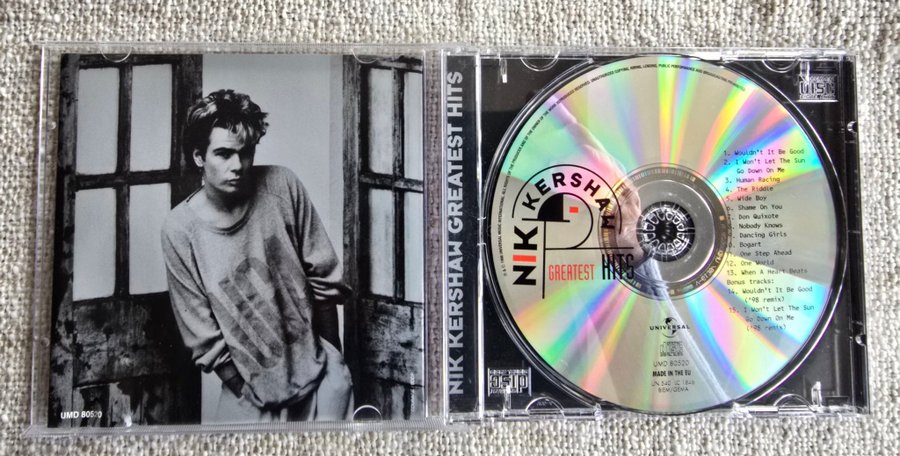 UMD 80520
NIK KERSHAW GREATEST HITS
COMPACT
DISC
NIK KERSHAW
GREATEST HITS
1. Wouldn't It Be Good
2. I Won't Let The Sun
Go Down On Me
3. Human Racing
4. The Riddle
5. Wide Boy
6. Shame On You
7. Don Quixote
8. Nobody Knows
9. Dancing Girls
10. Bogart
11. One Step Ahead
12. One World
13. When A Heart Beats
Bonus tracks:
14. Wouldn't It Be Good
('98 remix)
15. I Won't Let The Sun
Go Down On Me
('98 remix)
UNIVERSAL
UMD 80520
MADE IN THE EU
BIEM/GEMA
disc